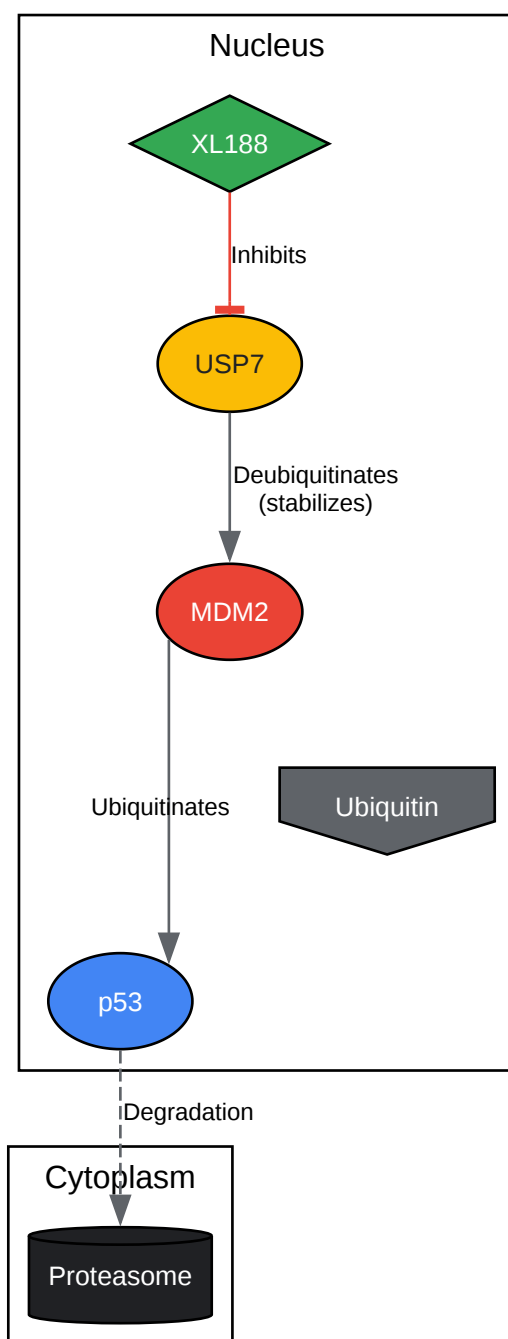 Nucleus
XL188
Inhibits
USP7
Deubiquitinates
(stabilizes)
MDM2
Ubiquitinates
Ubiquitin
p53
Degradation
Cytoplasm
Proteasome